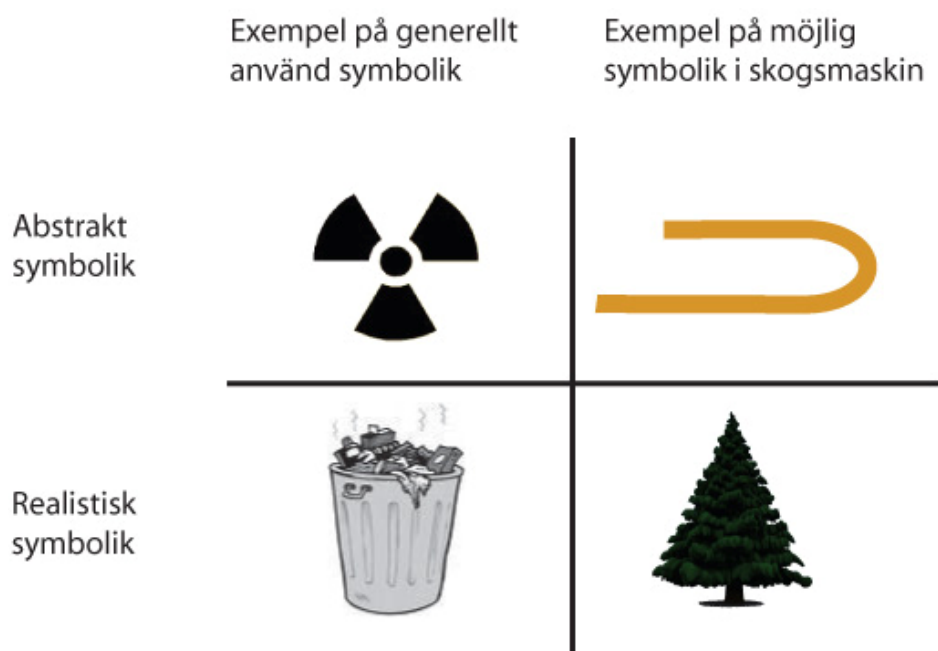 Exempel på generellt
använd symbolik
Exempel på möjlig
symbolik i skogsmaskin
Abstrakt
symbolik
Realistisk
symbolik